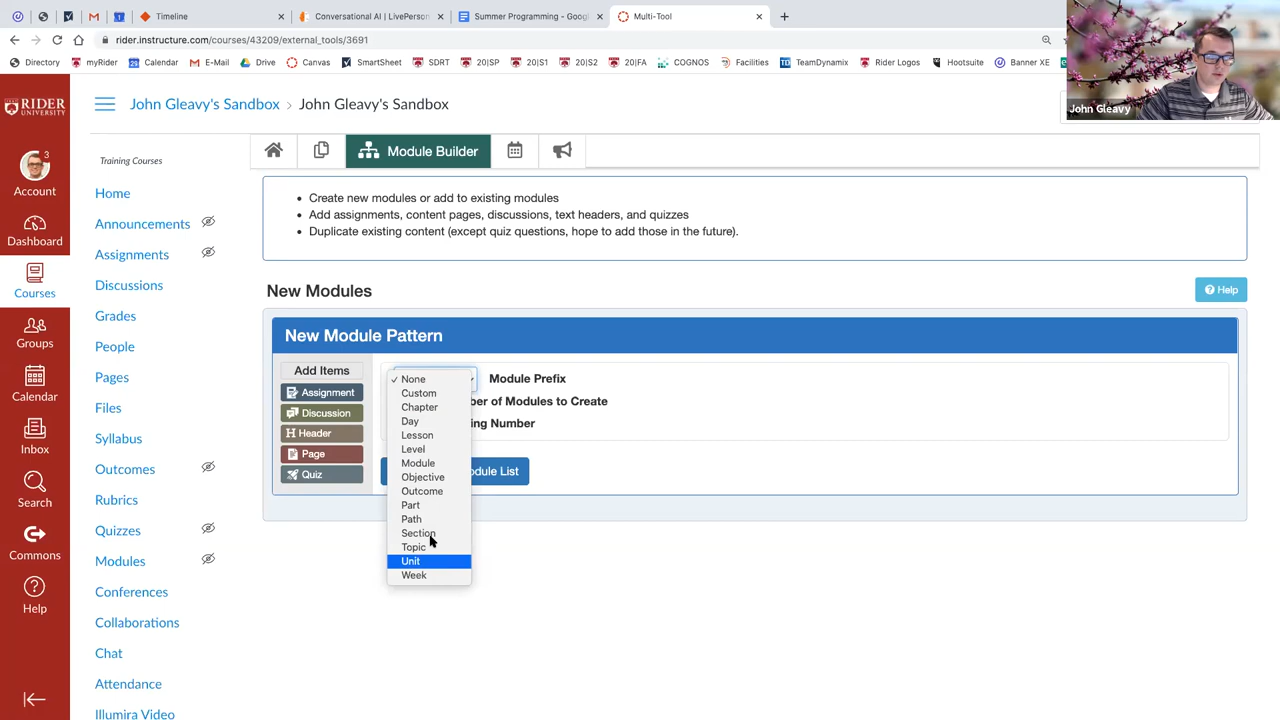 Timeline
Conversational AI | LivePerson
Summer Programming - Googl
Multi-Tool
rider.instructure.com/courses/43209/external_tools/3691
Directory
myRider
Calendar
E-Mail
Drive
Canvas
SmartSheet
SDRT
20|SP
20|S1
20|S2
20|FA
COGNOS
Facilities
TeamDynamix
Rider Logos
Hootsuite
Banner XE
John Gleavy
RIDER
UNIVERSITY
John Gleavy's Sandbox › John Gleavy's Sandbox
3
Account
Dashboard
Courses
Groups
Calendar
Inbox
Search
Commons
Help
Training Courses
Home
Announcements
Assignments
Discussions
Grades
People
Pages
Files
Syllabus
Outcomes
Rubrics
Quizzes
Modules
Conferences
Collaborations
Chat
Attendance
Illumira Video
Module Builder
• Create new modules or add to existing modules
• Add assignments, content pages, discussions, text headers, and quizzes
• Duplicate existing content (except quiz questions, hope to add those in the future).
New Modules
Help
New Module Pattern
Add Items
Assignment
Discussion
H Header
Page
Quiz
✓ None
Custom
Chapter
Day
Lesson
Level
Module
Objective
Outcome
Part
Path
Section
Topic
Unit
Week
Module Prefix
ber of Modules to Create
ing Number
odule List